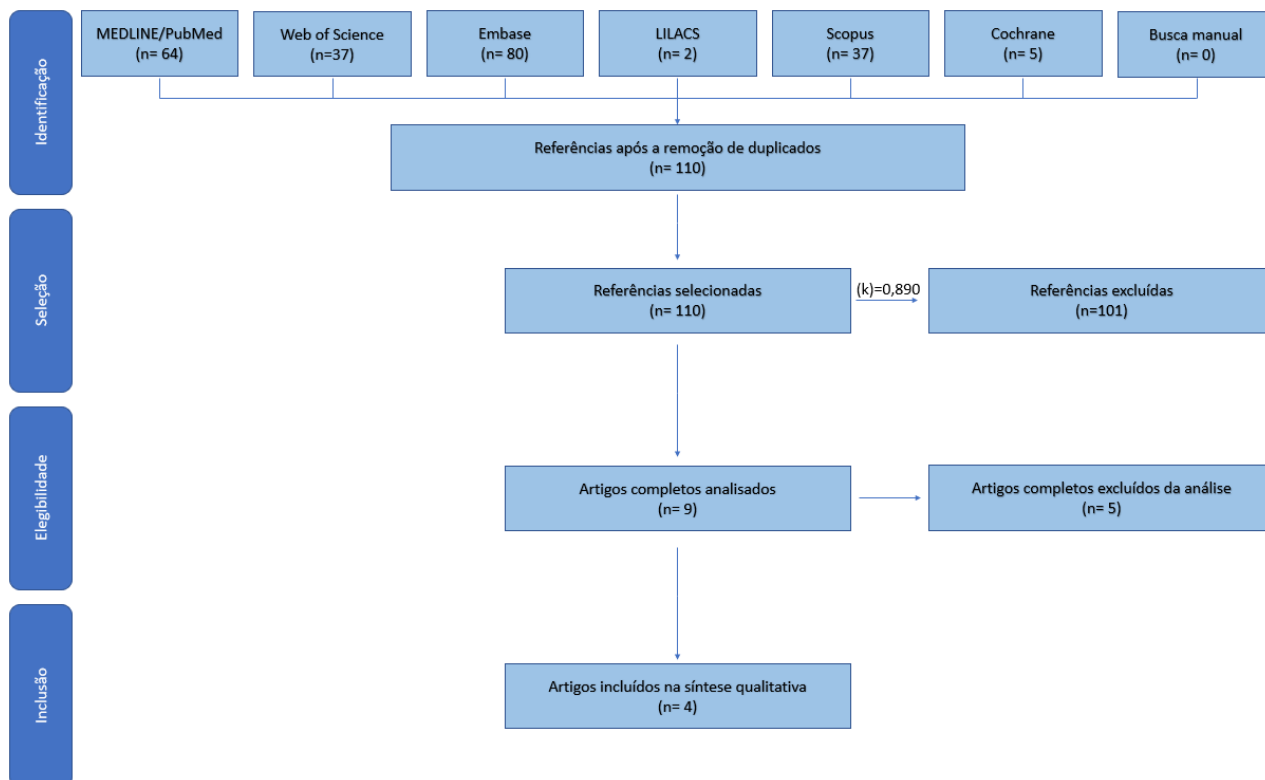 Identificação
MEDLINE/PubMed
(n= 64)
Web of Science
(n=37)
Embase
(n= 80)
LILACS
(n= 2)
Scopus
(n= 37)
Cochrane
(n= 5)
Busca manual
(n= 0)
Referências após a remoção de duplicados
(n= 110)
Seleção
Referências selecionadas
(n= 110)
(k)=0,890
Referências excluídas
(n=101)
Elegibilidade
Artigos completos analisados
(n= 9)
Artigos completos excluídos da análise
(n= 5)
Inclusão
Artigos incluídos na síntese qualitativa
(n= 4)